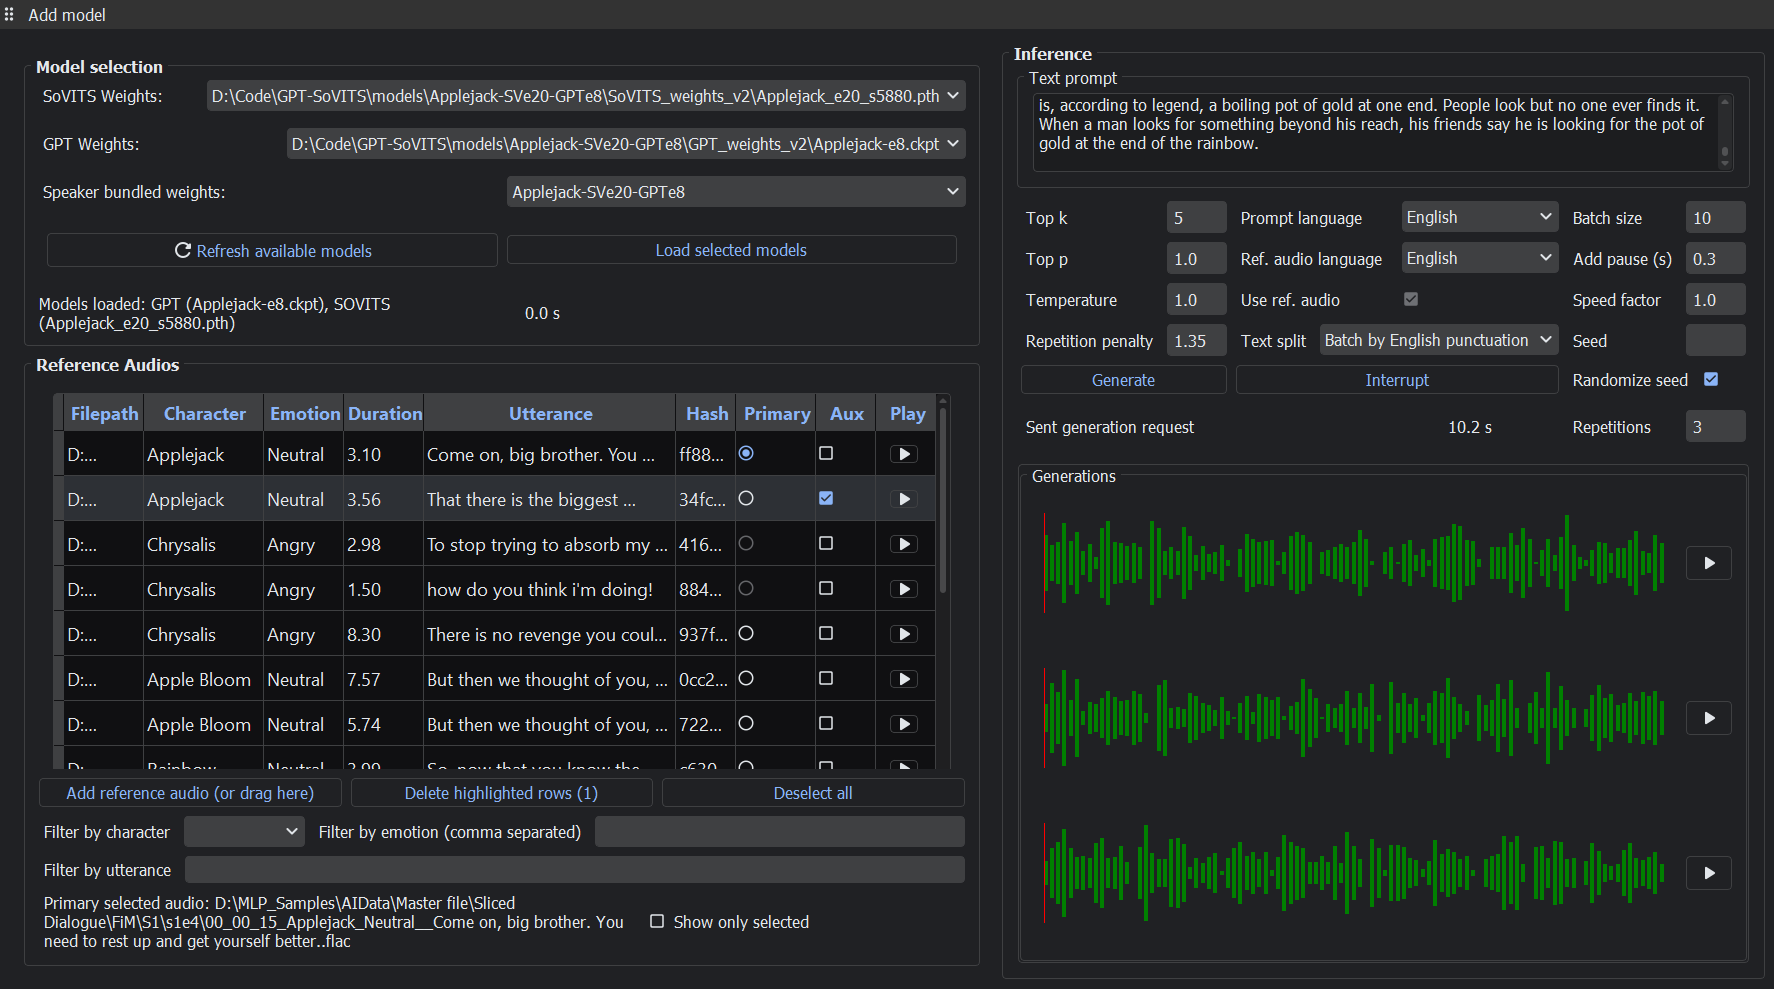 Add model
Model selection
SoVITS Weights: D:\Code\GPT-SoVITS\models\Applejack-SVe20-GPTe8\SoVITS_weights_v2\Applejack_e20_s5880.pth
GPT Weights: D:\Code\GPT-SoVITS\models\Applejack-SVe20-GPTe8\GPT_weights_v2\Applejack-e8.ckpt
Speaker bundled weights: Applejack-SVe20-GPTe8
Refresh available models Load selected models
Models loaded: GPT (Applejack-e8.ckpt), SOVITS
(Applejack_e20_s5880.pth)
0.0 s
Reference Audios
Filepath Character Emotion Duration Utterance Hash Primary Aux Play
D:... Applejack Neutral 3.10 Come on, big brother. You ... ff88...
D:... Applejack Neutral 3.56 That there is the biggest ... 34fc...
D:... Chrysalis Angry 2.98 To stop trying to absorb my ... 416...
D:... Chrysalis Angry 1.50 how do you think i'm doing! 884...
D:... Chrysalis Angry 8.30 There is no revenge you coul... 937f...
D:... Apple Bloom Neutral 7.57 But then we thought of you, ... 0cc2...
D:... Apple Bloom Neutral 5.74 But then we thought of you, ... 722...
D:... Rainbow Neutral 3.99 So, now that you know the c630
Add reference audio (or drag here) Delete highlighted rows (1) Deselect all
Filter by character Filter by emotion (comma separated)
Filter by utterance
Primary selected audio: D:\MLP_Samples\AIData\Master file\Sliced
Dialogue\FiM\S1\s1e4\00_00_15_Applejack_Neutral__Come on, big brother. You
need to rest up and get yourself better..flac
Show only selected
Inference
Text prompt
is, according to legend, a boiling pot of gold at one end. People look but no one ever finds it.
When a man looks for something beyond his reach, his friends say he is looking for the pot of
gold at the end of the rainbow.
Top k 5 Prompt language English Batch size 10
Top p 1.0 Ref. audio language English Add pause (s) 0.3
Temperature 1.0 Use ref. audio Speed factor 1.0
Repetition penalty 1.35 Text split Batch by English punctuation Seed
Generate Interrupt Randomize seed
Sent generation request 10.2 s Repetitions 3
Generations